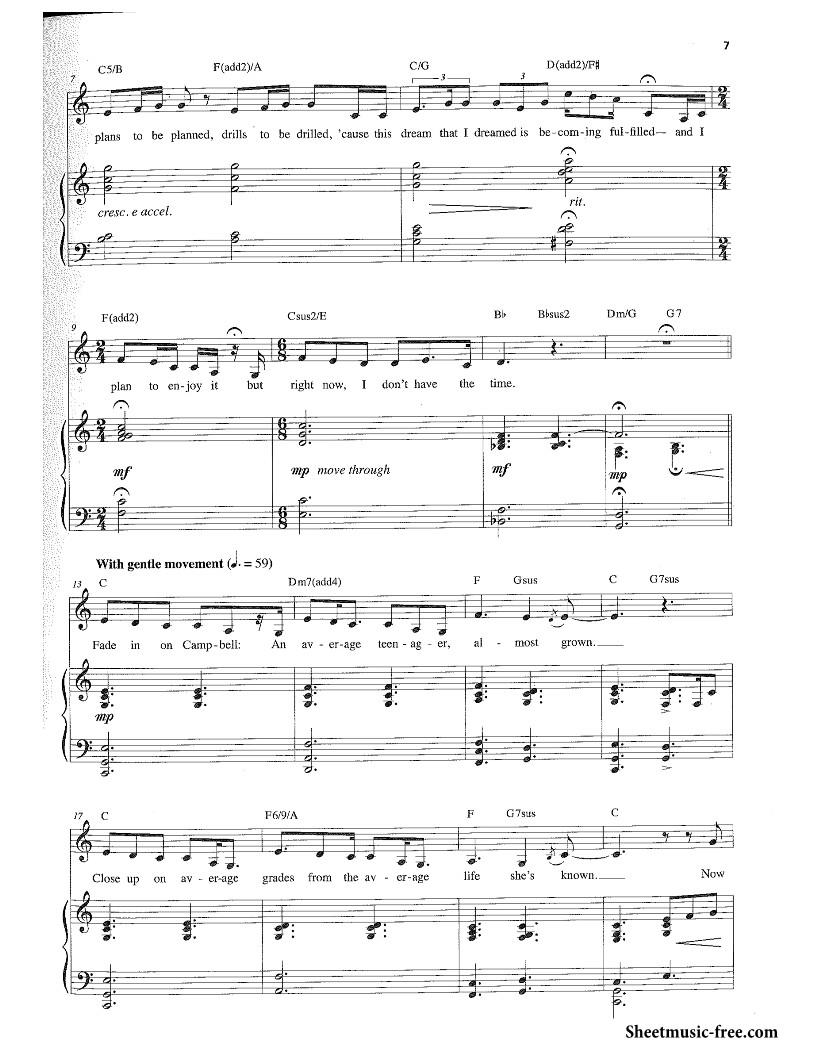 7
C5/B F(add2)/A C/G D(add2)/F♯
7
3 3
plans to be planned, drills to be drilled, 'cause this dream that I dreamed is be-com-ing ful-filled— and I
cresc. e accel. rit.
F(add2) Csus2/E B♭ B♭sus2 Dm/G G7
9
plan to en-joy it but right now, I don't have the time.
mf mp move through mf mp
With gentle movement (♩. = 59)
13 C Dm7(add4) F Gsus C G7sus
Fade in on Camp-bell: An av - er-age teen-ag - er, al - most grown.
mp
17 C F6/9/A F G7sus C
Close up on av - er-age grades from the av - er-age life she's known. Now
Sheetmusic-free.com